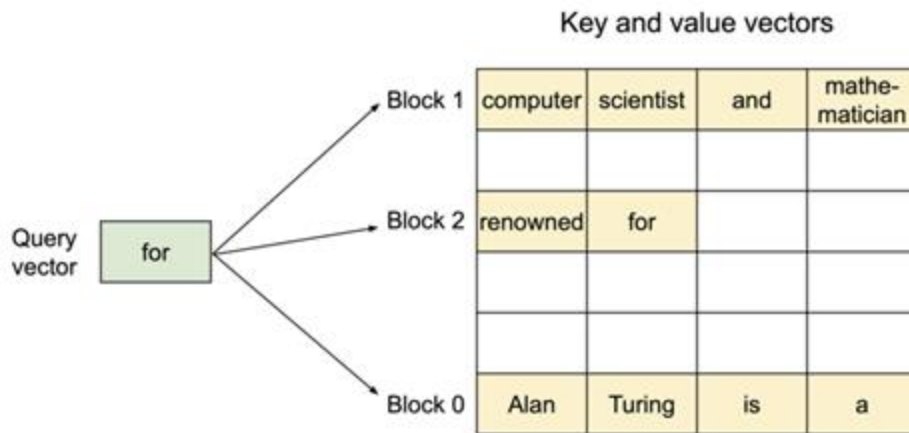 Key and value vectors
Block 1 computer scientist and mathe-
matician
Block 2 renowned for
Query
vector
for
Block 0 Alan Turing is a